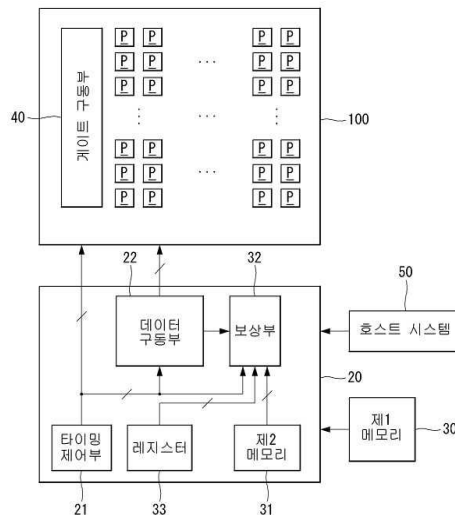 P P P P
P P P P
P P P P
40
게이트 구동부
100
P P P P
P P P P
P P P P
22
32
50
데이터
구동부
보상부
호스트 시스템
20
타이밍
제어부
레지스터
제2
메모리
제1
메모리
30
21
33
31